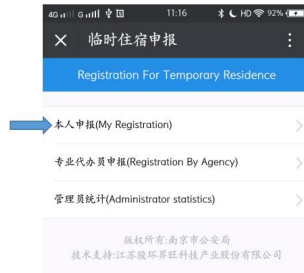 4G G HD 11:16 92%
临时住宿申报
Registration For Temporary Residence
本人申报(My Registration)
专业代办员申报(Registration By Agency)
管理员统计(Administrator statistics)
版权所有:南京市公安局
技术支持:江苏骏环昇旺科技产业股份有限公司